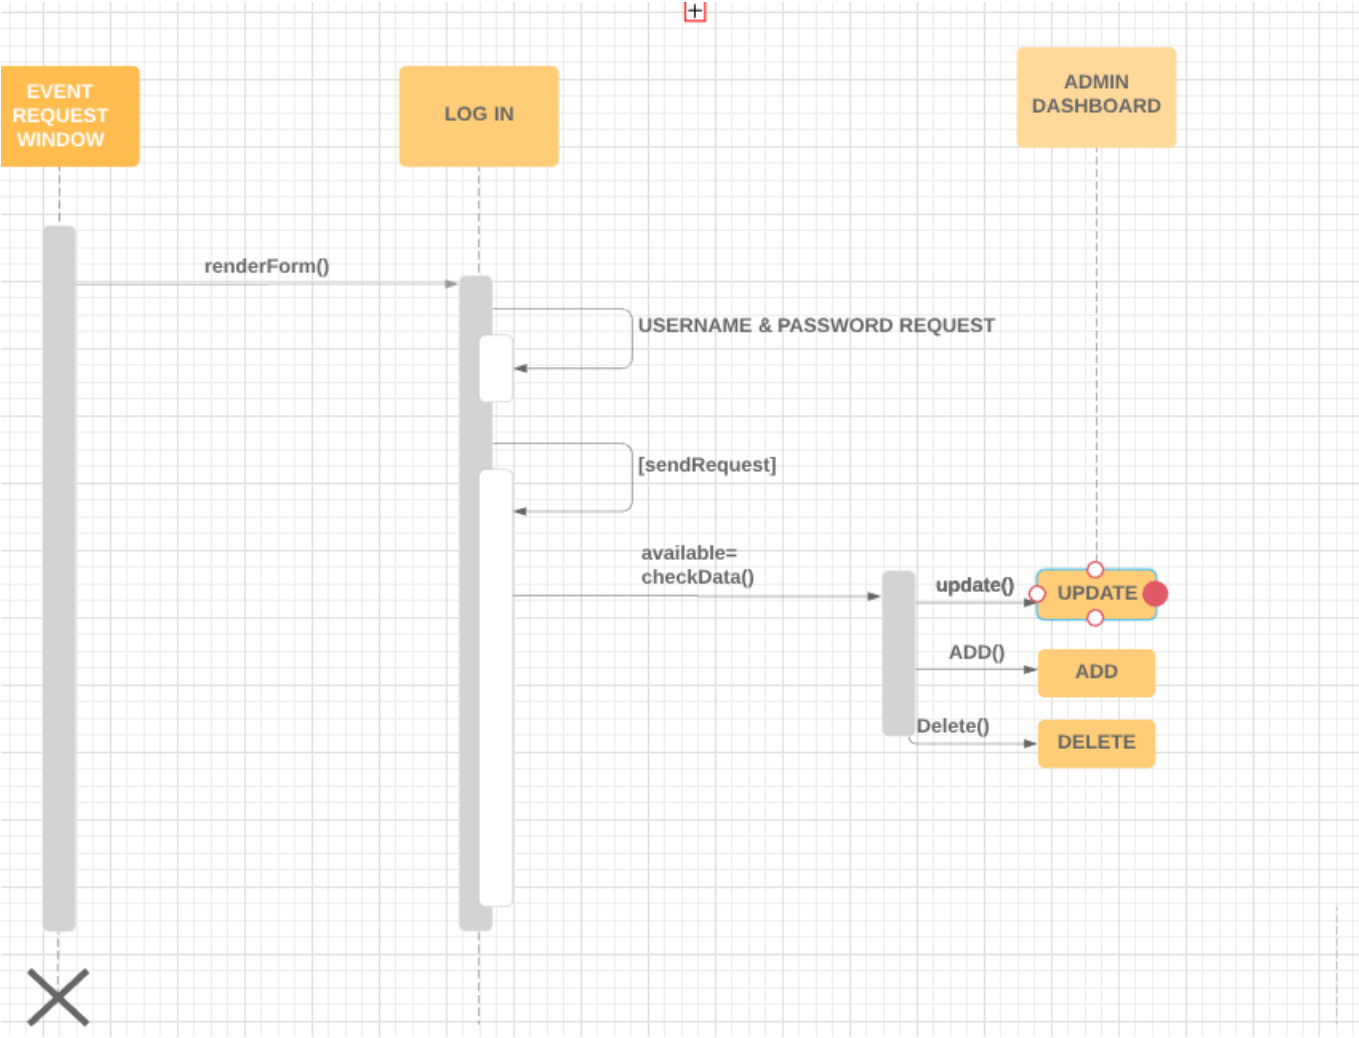 EVENT
REQUEST
WINDOW
LOG IN
ADMIN
DASHBOARD
renderForm()
USERNAME & PASSWORD REQUEST
[sendRequest]
available=
checkData()
update()
UPDATE
ADD()
ADD
Delete()
DELETE